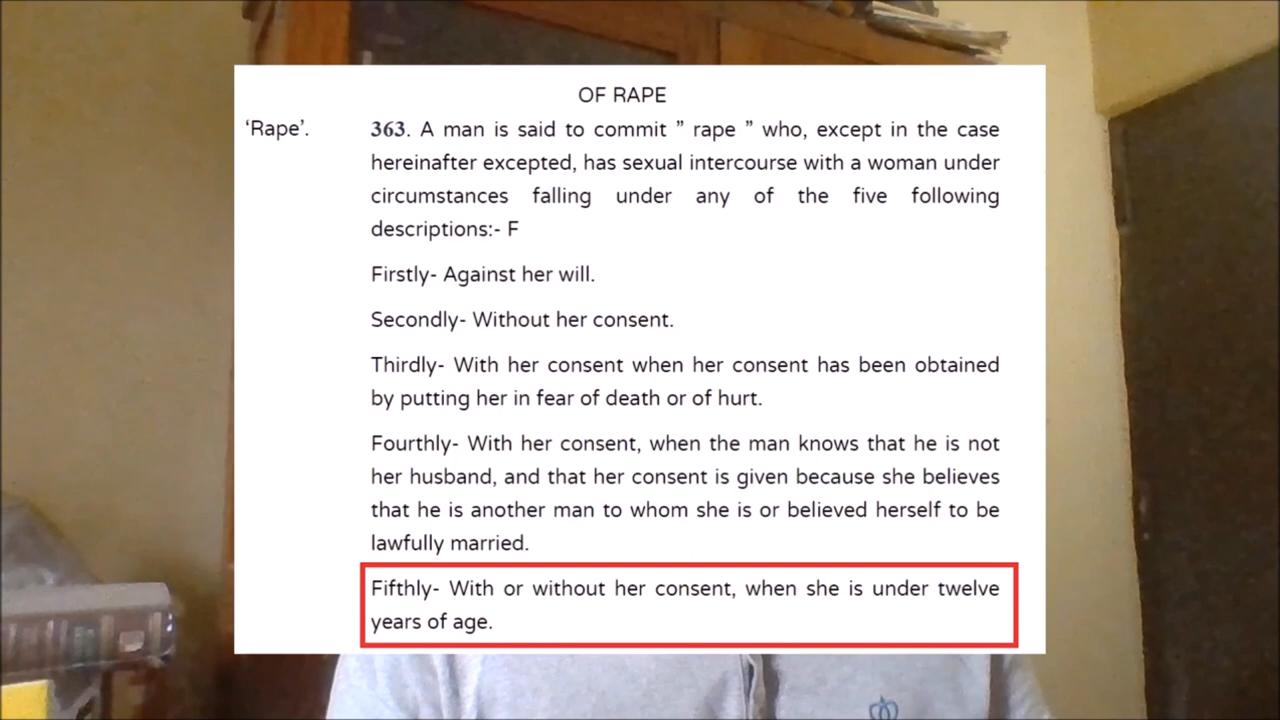 OF RAPE
‘Rape’.
363. A man is said to commit ” rape ” who, except in the case
hereinafter excepted, has sexual intercourse with a woman under
circumstances falling under any of the five following
descriptions:- F
Firstly- Against her will.
Secondly- Without her consent.
Thirdly- With her consent when her consent has been obtained
by putting her in fear of death or of hurt.
Fourthly- With her consent, when the man knows that he is not
her husband, and that her consent is given because she believes
that he is another man to whom she is or believed herself to be
lawfully married.
Fifthly- With or without her consent, when she is under twelve
years of age.